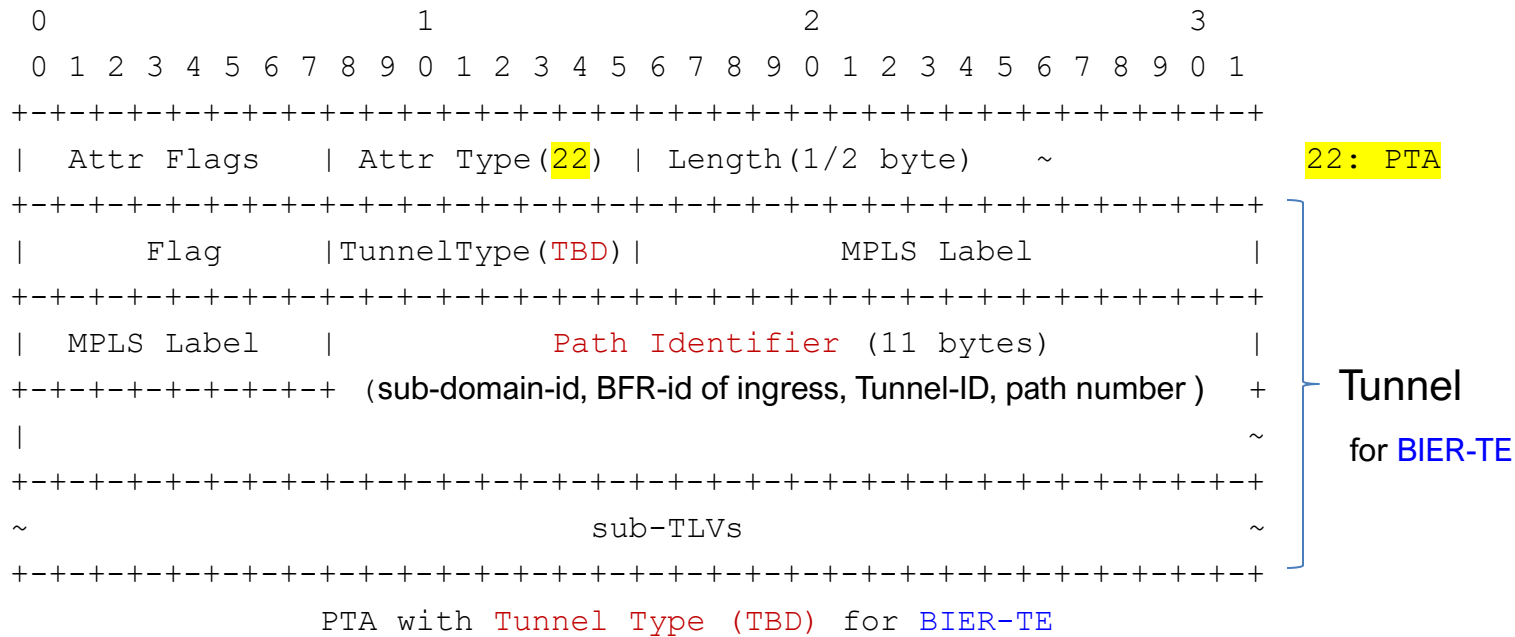 0                   1                   2                   3
0 1 2 3 4 5 6 7 8 9 0 1 2 3 4 5 6 7 8 9 0 1 2 3 4 5 6 7 8 9 0 1
+-+-+-+-+-+-+-+-+-+-+-+-+-+-+-+-+-+-+-+-+-+-+-+-+-+-+-+-+-+-+-+
|  Attr Flags   | Attr Type(22) | Length(1/2 byte)   ~ 22: PTA
+-+-+-+-+-+-+-+-+-+-+-+-+-+-+-+-+-+-+-+-+-+-+-+-+-+-+-+-+-+-+-+
|      Flag     |TunnelType(TBD)|          MPLS Label           |
+-+-+-+-+-+-+-+-+-+-+-+-+-+-+-+-+-+-+-+-+-+-+-+-+-+-+-+-+-+-+-+
|  MPLS Label   |           Path Identifier (11 bytes)          |
+-+-+-+-+-+-+-+-+ (sub-domain-id, BFR-id of ingress, Tunnel-ID, path number ) + Tunnel
|                                                               ~ for BIER-TE
+-+-+-+-+-+-+-+-+-+-+-+-+-+-+-+-+-+-+-+-+-+-+-+-+-+-+-+-+-+-+-+
~                            sub-TLVs                           ~
+-+-+-+-+-+-+-+-+-+-+-+-+-+-+-+-+-+-+-+-+-+-+-+-+-+-+-+-+-+-+-+
PTA with Tunnel Type (TBD) for BIER-TE